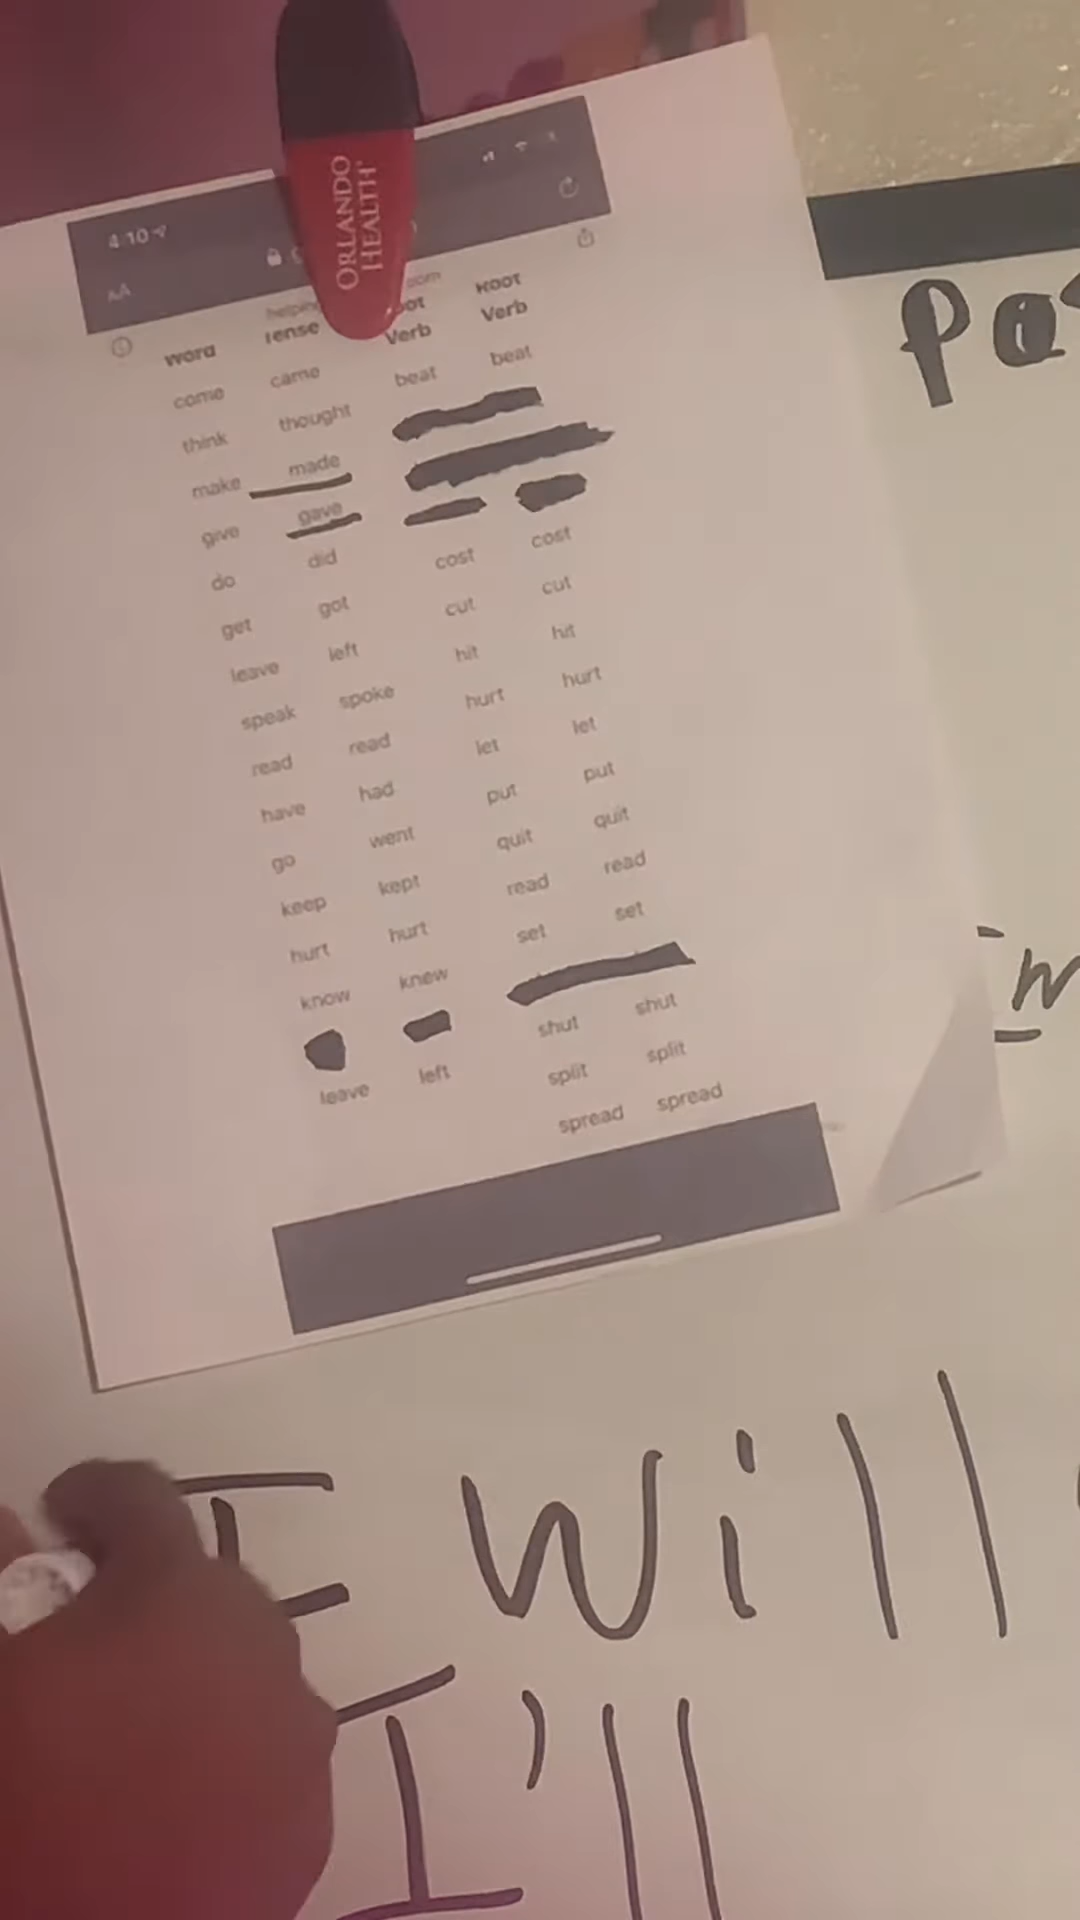 ORLANDO
HEALTH
4:10
AA
com
Root
word Tense Verb Verb
come came beat beat
think thought
make made
give gave
do did cost cost
get got cut cut
leave left hit hit
speak spoke hurt hurt
read read let let
have had put put
go went quit quit
keep kept read read
hurt hurt set set
know knew
shut shut
leave left split split
spread spread
Pa
I Will
I'll